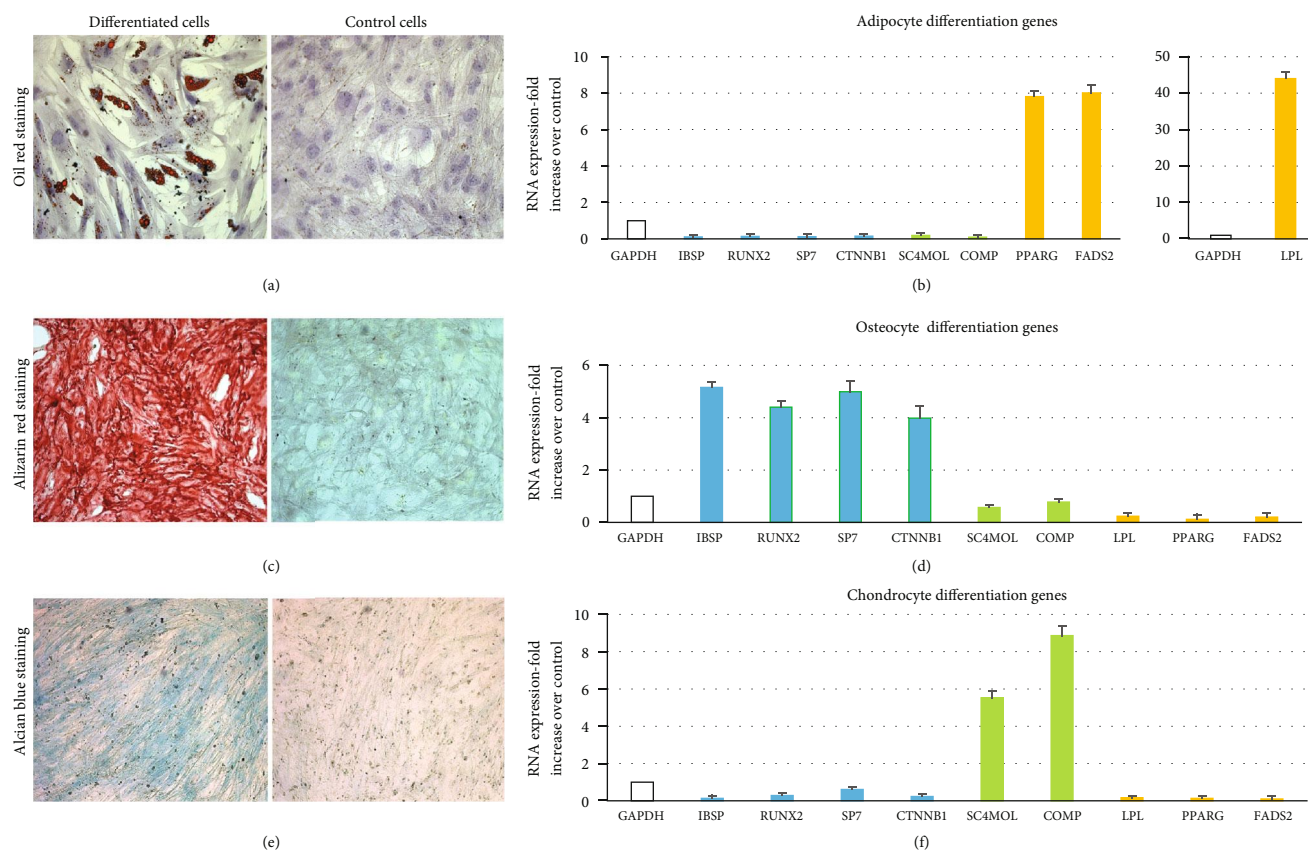 Differentiated cells
Control cells
Oil red staining
(a)
Adipocyte differentiation genes
RNA expression-fold
increase over control
10
8
6
4
2
0
GAPDH IBSP RUNX2 SP7 CTNNB1 SC4MOL COMP PPARG FADS2
50
40
30
20
10
0
GAPDH LPL
(b)
Alizarin red staining
(c)
Osteocyte differentiation genes
RNA expression-fold
increase over control
6
4
2
0
GAPDH IBSP RUNX2 SP7 CTNNB1 SC4MOL COMP LPL PPARG FADS2
(d)
Alcian blue staining
(e)
Chondrocyte differentiation genes
RNA expression-fold
increase over control
10
8
6
4
2
0
GAPDH IBSP RUNX2 SP7 CTNNB1 SC4MOL COMP LPL PPARG FADS2
(f)